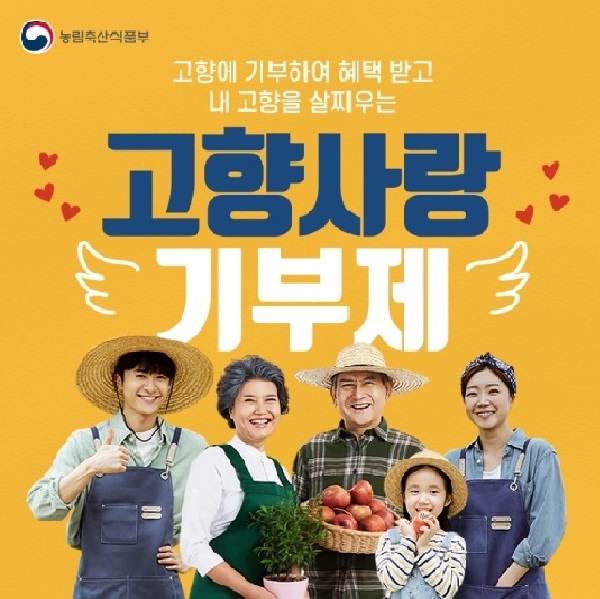 농림축산식품부
고향에 기부하여 혜택 받고
내 고향을 살찌우는
고향사랑
기부제